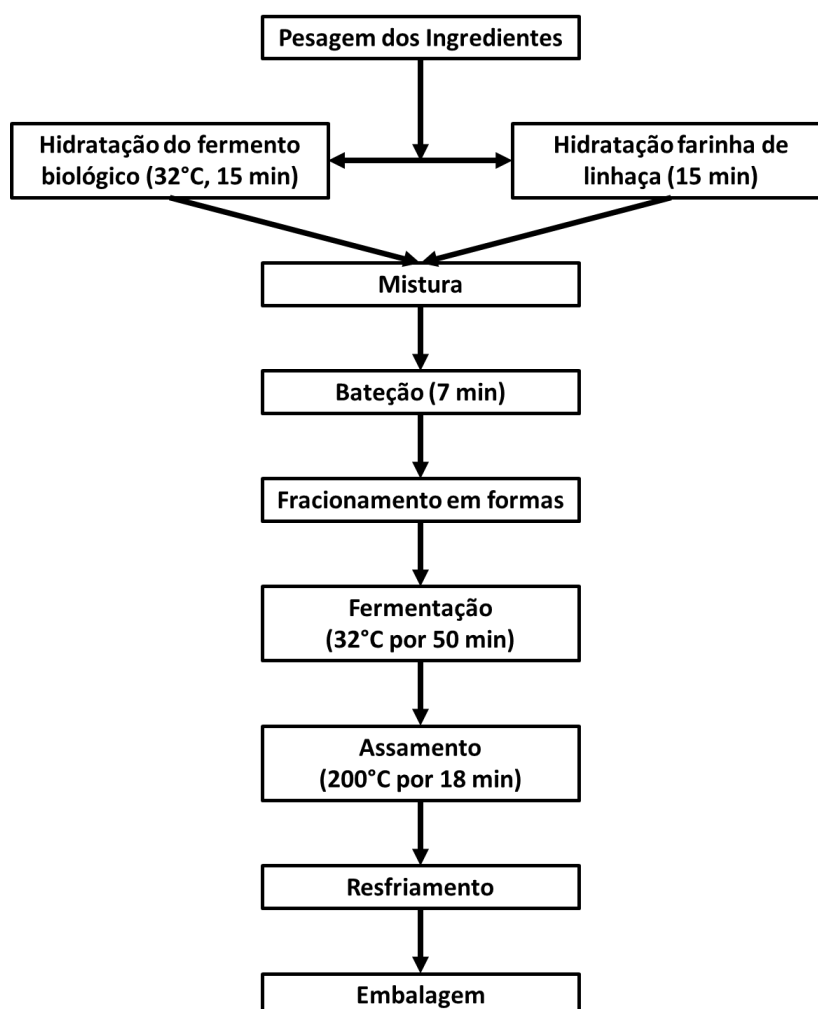 Pesagem dos Ingredientes
Hidratação do fermento
biológico (32°C, 15 min)
Hidratação farinha de
linhaça (15 min)
Mistura
Bateção (7 min)
Fracionamento em formas
Fermentação
(32°C por 50 min)
Assamento
(200°C por 18 min)
Resfriamento
Embalagem